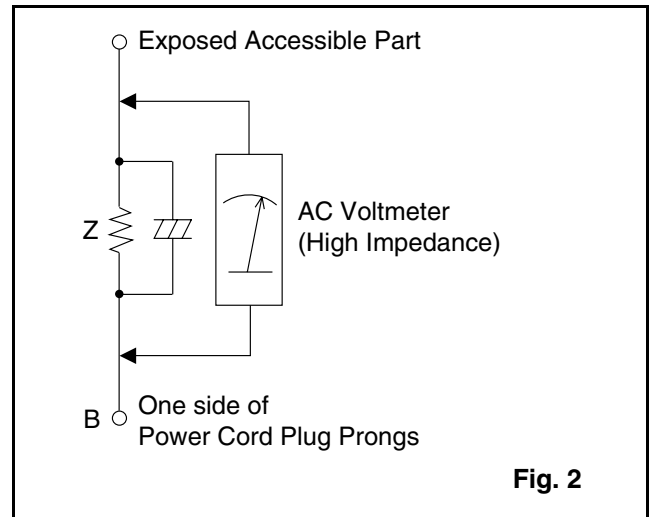 Exposed Accessible Part
Z
AC Voltmeter
(High Impedance)
B
One side of
Power Cord Plug Prongs
Fig. 2